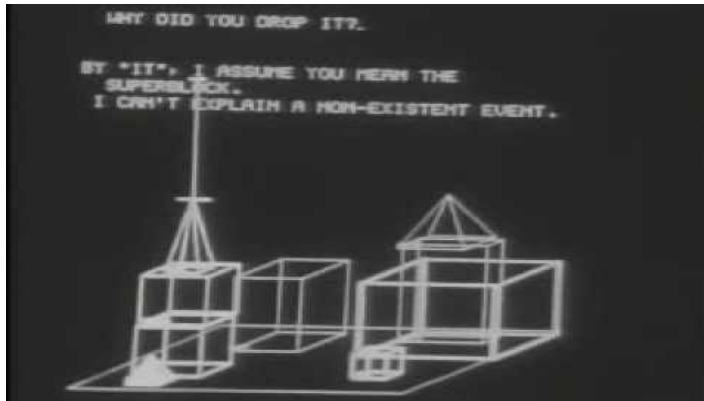 WHY DID YOU DROP IT?_
BY "IT", I ASSUME YOU MEAN THE
SUPERBLOCK.
I CAN'T EXPLAIN A NON-EXISTENT EVENT.